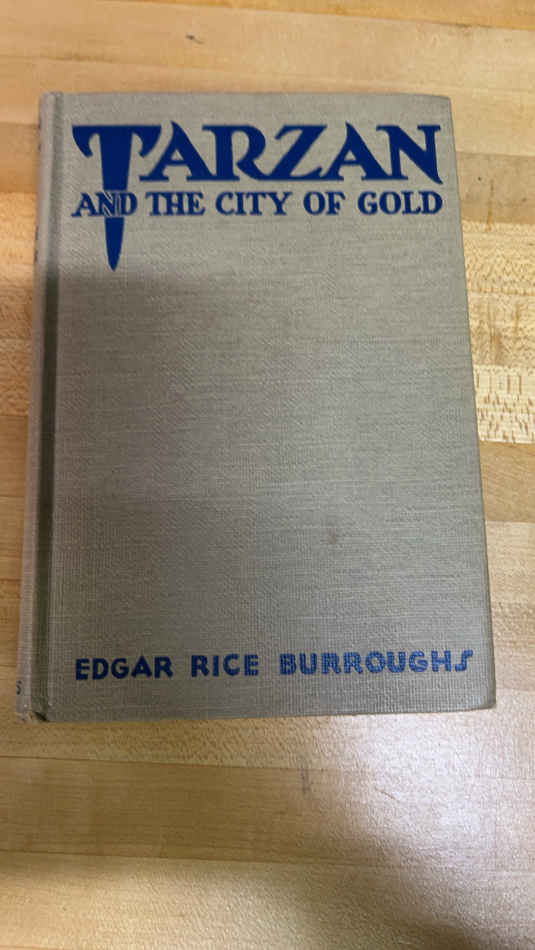 TARZAN
AND THE CITY OF GOLD
EDGAR RICE BURROUGHS